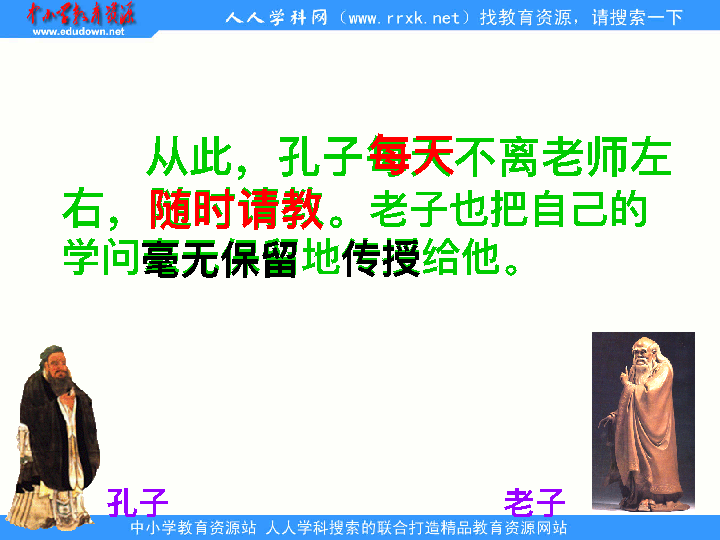 中小学教育资源
www.edudown.net
人人学科网（www.rrxk.net）找教育资源，请搜索一下
从此，孔子每天不离老师左
右，随时请教。老子也把自己的
学问毫无保留地传授给他。
孔子
老子
中小学教育资源站 人人学科搜索的联合打造精品教育资源网站